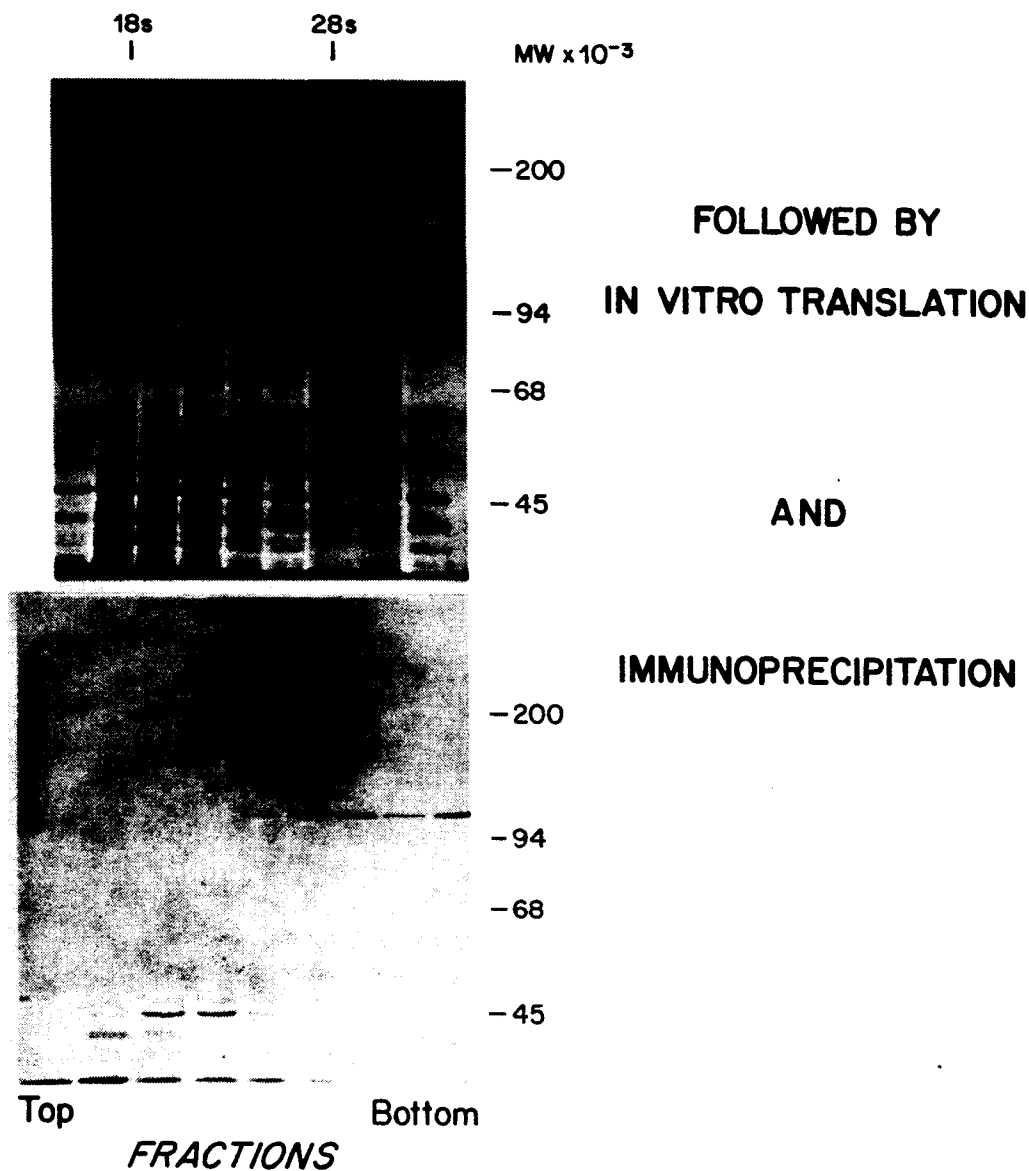 18s 28s
MW x 10⁻³
-200
FOLLOWED BY
IN VITRO TRANSLATION
-94
-68
-45
AND
IMMUNOPRECIPITATION
-200
-94
-68
-45
Top Bottom
FRACTIONS